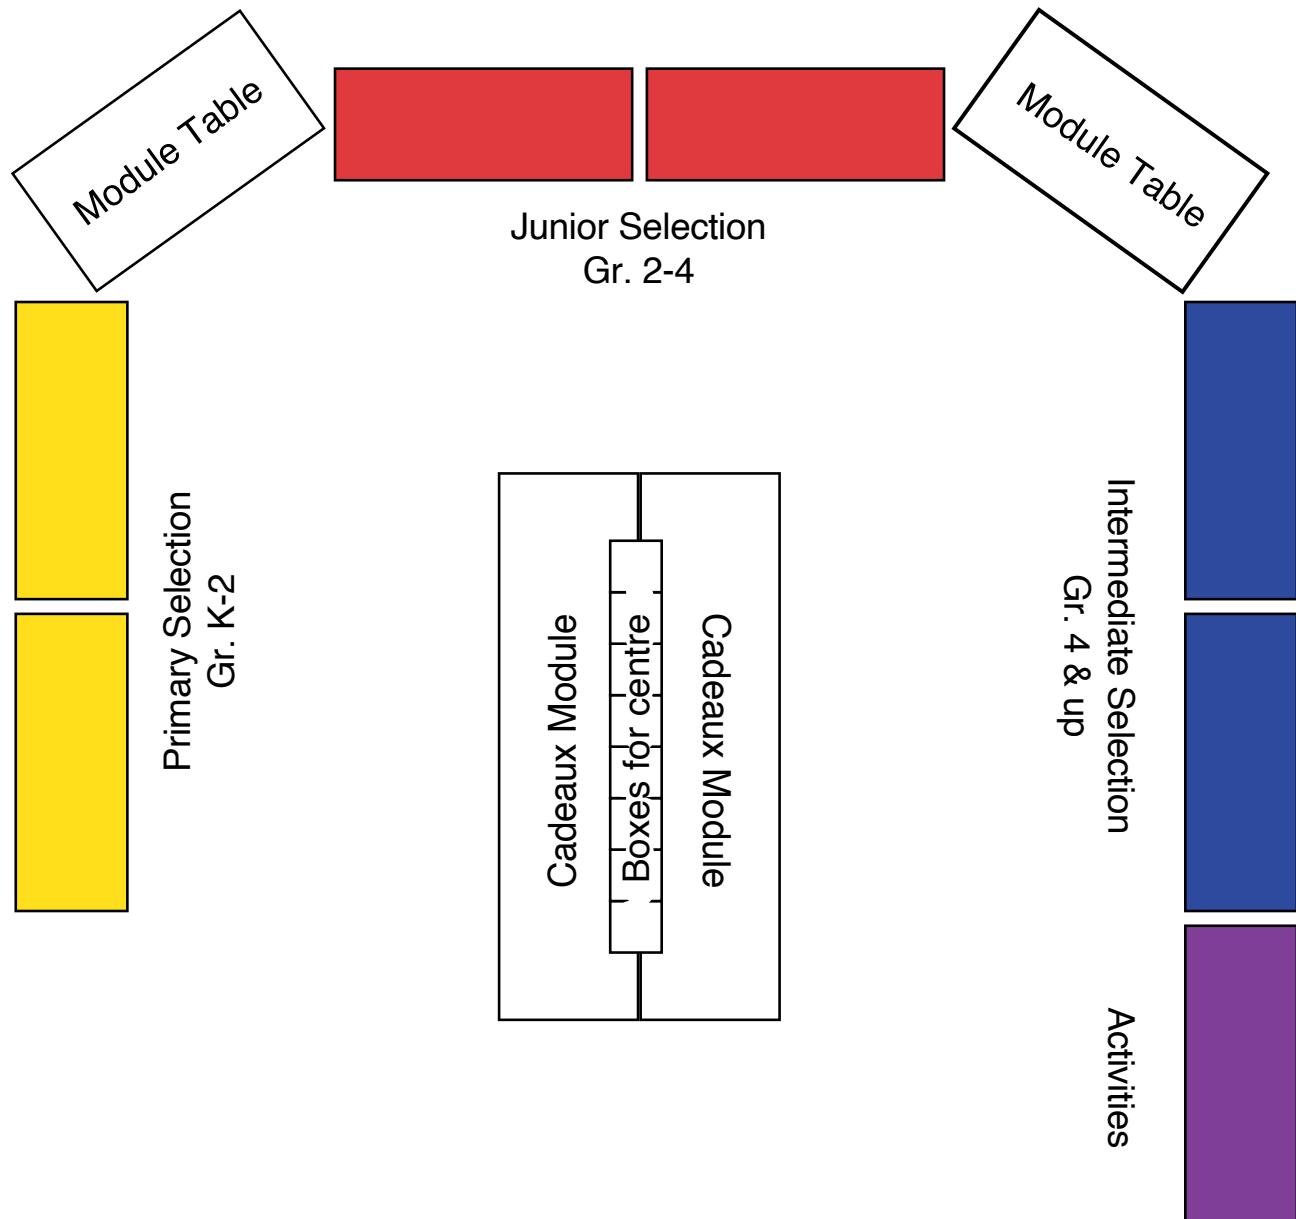 Module Table
Module Table
Junior Selection
Gr. 2-4
Primary Selection
Gr. K-2
Cadeaux Module
Boxes for centre
Cadeaux Module
Intermediate Selection
Gr. 4 & up
Activities